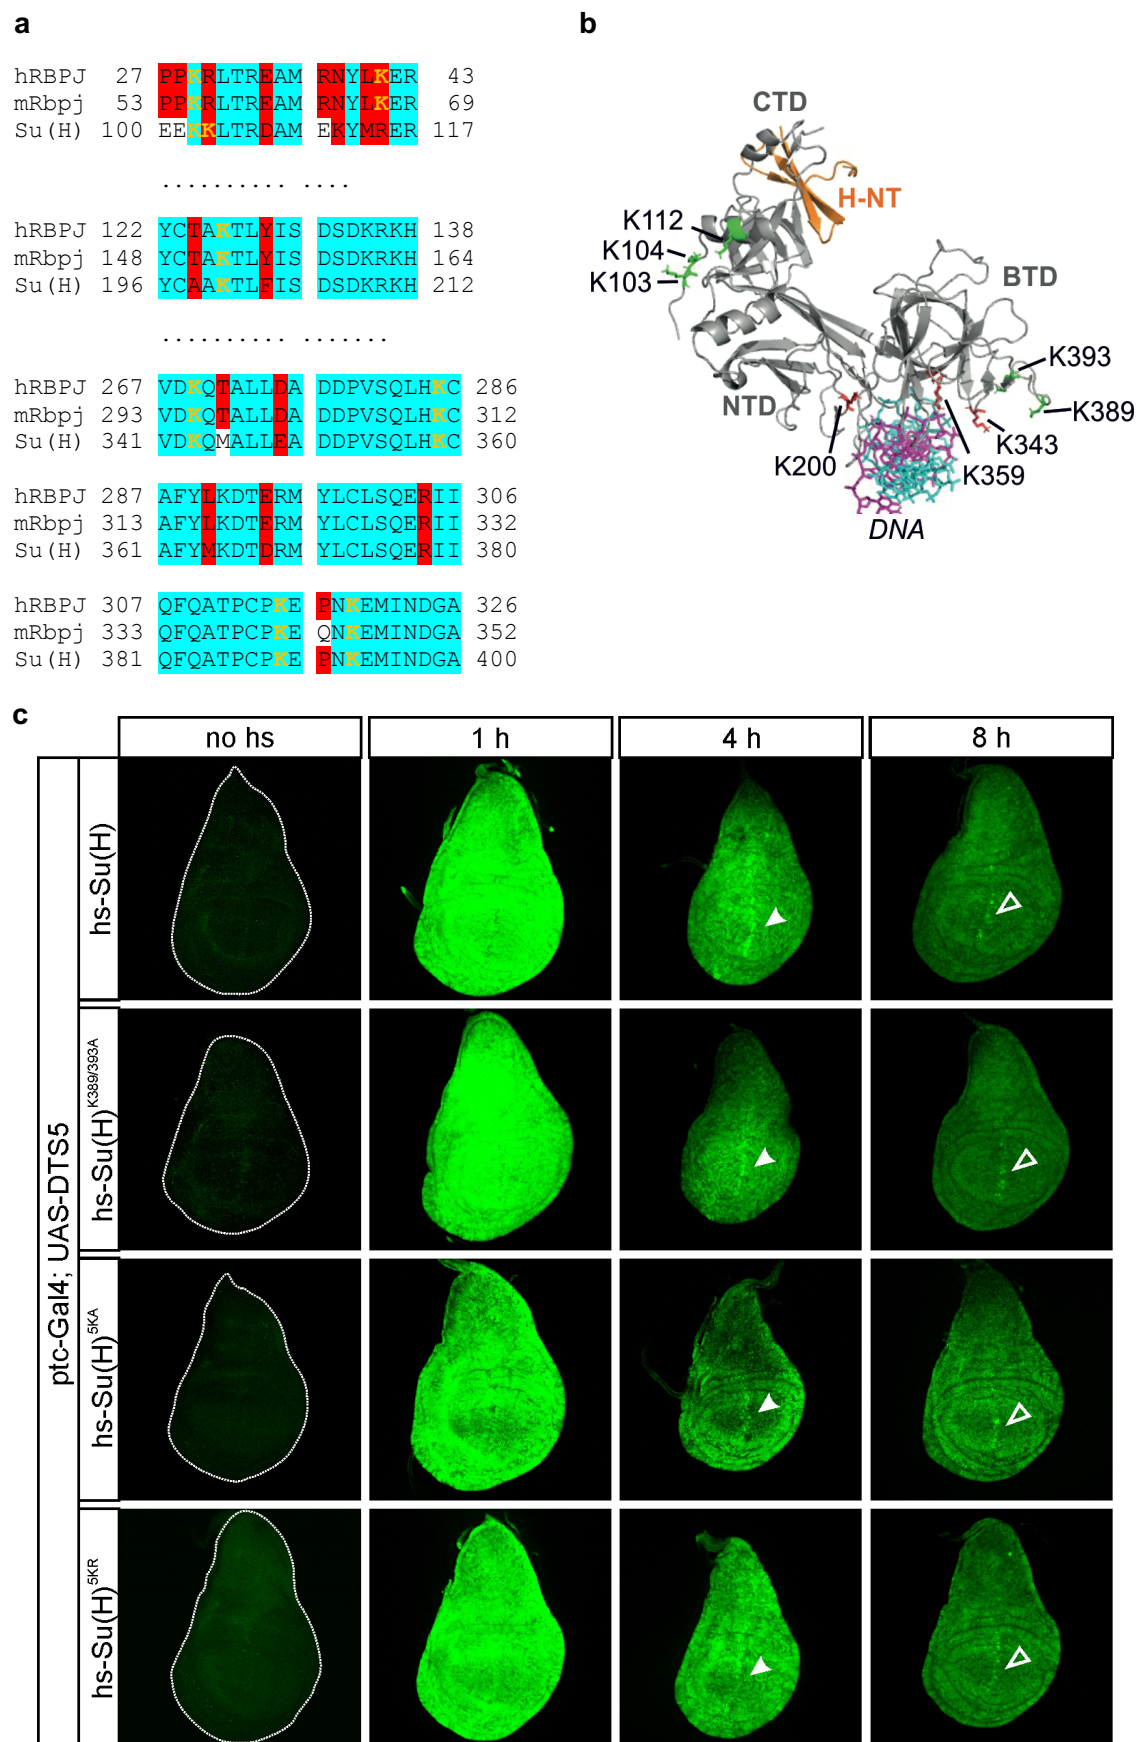 a
hRBPJ 27 PPKRLTREAM RNYLKER 43
mRbpj 53 PPKRLTREAM RNYLKER 69
Su(H) 100 EEKKLTRDAM EKYMRER 117
.......... ....
hRBPJ 122 YCTAKTLYIS DSDKRKH 138
mRbpj 148 YCTAKTLYIS DSDKRKH 164
Su(H) 196 YCAAKTLFIS DSDKRKH 212
.......... .......
hRBPJ 267 VDKQTALLDA DDPVSQLHKC 286
mRbpj 293 VDKQTALLDA DDPVSQLHKC 312
Su(H) 341 VDKQMALLEA DDPVSQLHKC 360
hRBPJ 287 AFYLKDTERM YLCLSQERII 306
mRbpj 313 AFYLKDTERM YLCLSQERII 332
Su(H) 361 AFYMKDTDRM YLCLSQERII 380
hRBPJ 307 QFQATPCPKE PNKEMINDGA 326
mRbpj 333 QFQATPCPKE QNKEMINDGA 352
Su(H) 381 QFQATPCPKE PNKEMINDGA 400
b
CTD
H-NT
K112
K104
K103
BTD
K393
K389
NTD
K343
K200
K359
DNA
c
no hs 1 h 4 h 8 h
ptc-Gal4; UAS-DTS5
hs-Su(H)
hs-Su(H)K389/393A
hs-Su(H)5KA
hs-Su(H)5KR